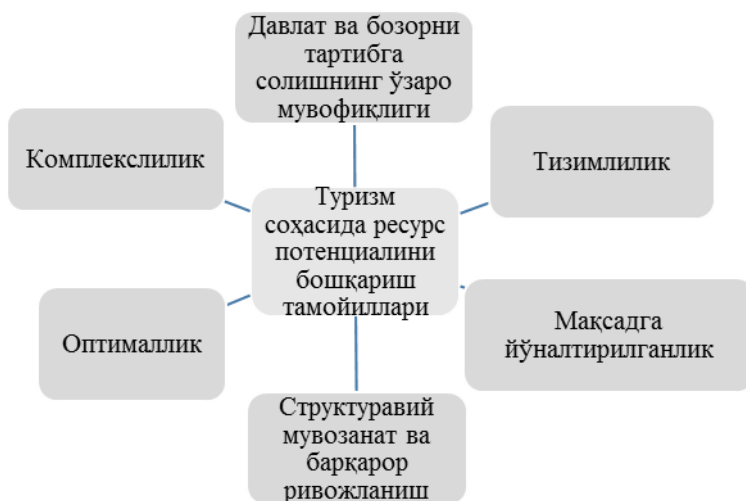 Давлат ва бозорни
тартибга
солишнинг ўзаро
мувофиқлиги
Комплекслилик
Тизимлилик
Туризм
соҳасида ресурс
потенциалини
бошқариш
тамойиллари
Оптималлик
Мақсадга
йўналтирилганлик
Структуравий
мувозанат ва
барқарор
ривожланиш